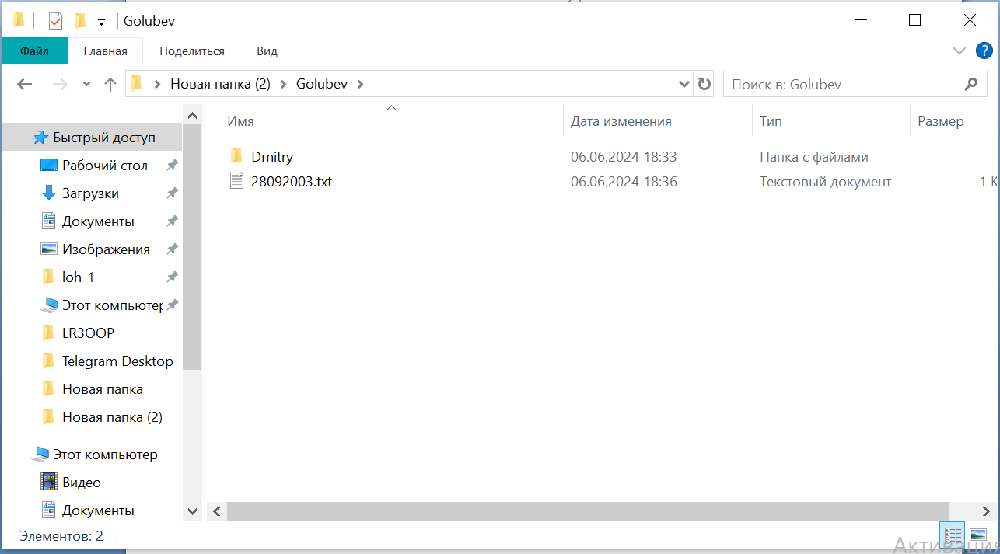 Golubev
Файл Главная Поделиться Вид
Новая папка (2) Golubev
Поиск в: Golubev
Имя Дата изменения Тип Размер
Dmitry 06.06.2024 18:33 Папка с файлами
28092003.txt 06.06.2024 18:36 Текстовый документ 1
Быстрый доступ
Рабочий стол
Загрузки
Документы
Изображения
loh_1
Этот компьютер
LR3OOP
Telegram Desktop
Новая папка
Новая папка (2)
Этот компьютер
Видео
Документы
Элементов: 2
Активация